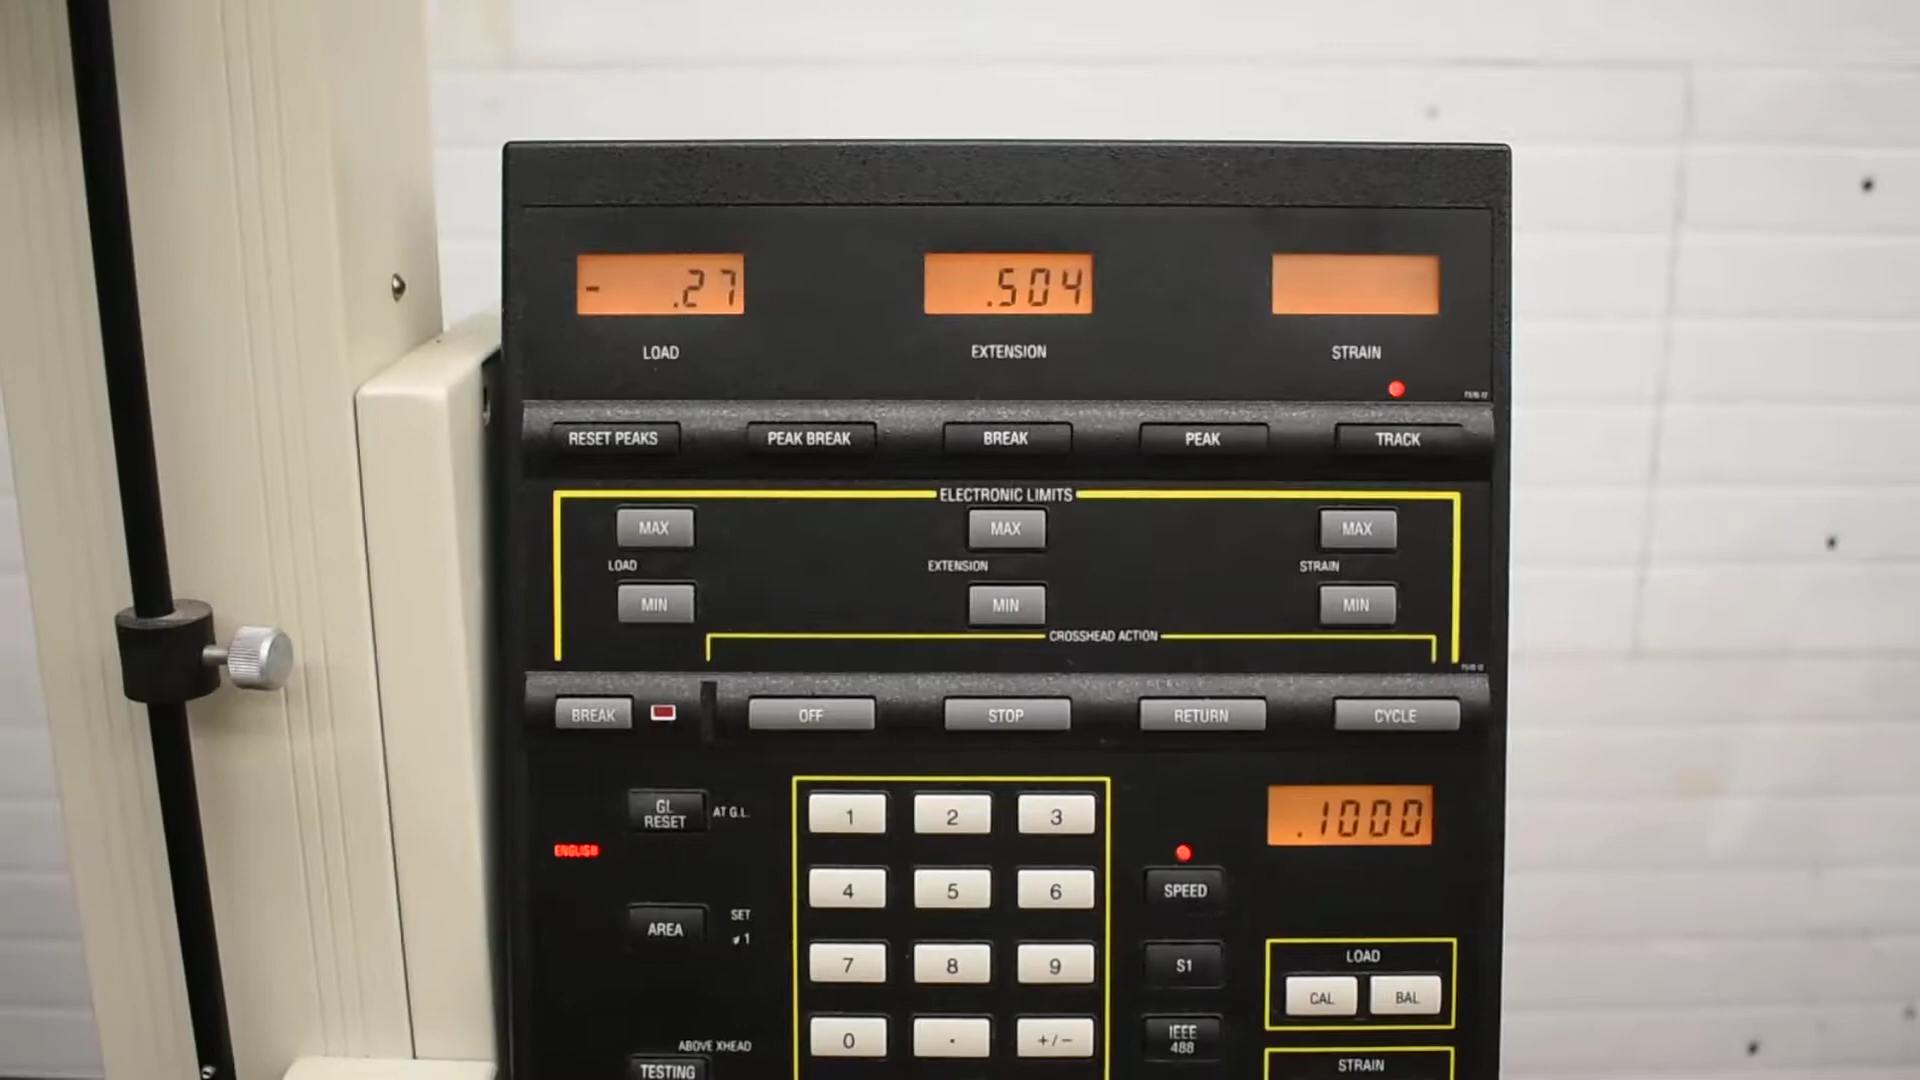 - .27 .504
LOAD EXTENSION STRAIN
RESET PEAKS PEAK BREAK BREAK PEAK TRACK
ELECTRONIC LIMITS
MAX MAX MAX
LOAD EXTENSION STRAIN
MIN MIN MIN
CROSSHEAD ACTION
BREAK OFF STOP RETURN CYCLE
GL RESET AT G.L. 1 2 3 .1000
ENGLISH
4 5 6 SPEED
AREA SET
≠1
7 8 9 S1 LOAD
CAL BAL
0 . +/− IEEE 488
ABOVE XHEAD
TESTING STRAIN